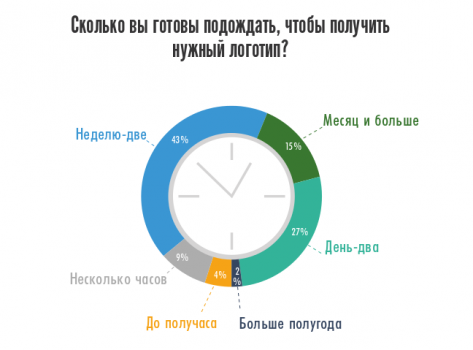 Сколько вы готовы подождать, чтобы получить
нужный логотип?
Месяц и больше
Неделю-две
43%
15%
27%
День-два
9%
2
%
4%
Несколько часов
До получаса
Больше полугода